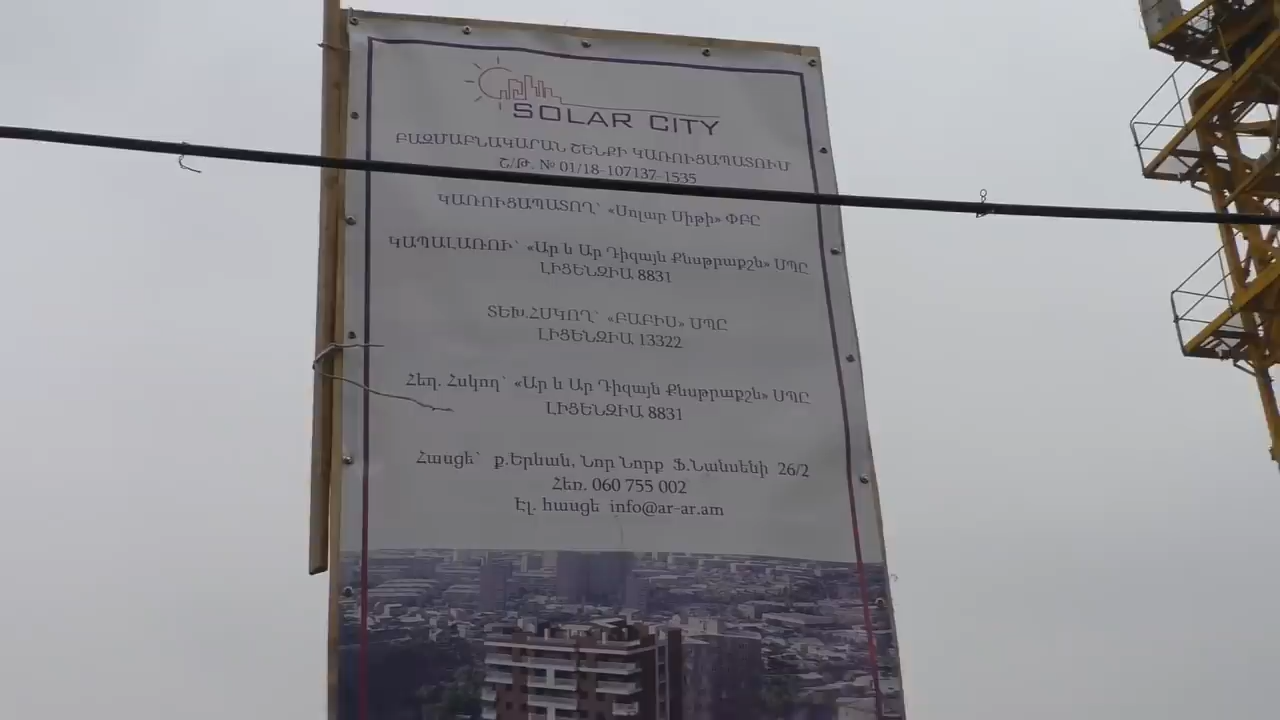 SOLAR CITY
ԲԱԶՄԱԲՆԱԿԱՐԱՆ ՇԵՆՔԻ ԿԱՌՈՒՑԱՊԱՏՈՒՄ
Շ/Թ. № 01/18-107137-1535
ԿԱՌՈՒՑԱՊԱՏՈՂ՝ «Սոլար Սիթի» ՓԲԸ
ԿԱՊԱԼԱՌՈՒ՝ «Ար և Ար Դիզայն Քնսթրաքշն» ՍՊԸ
ԼԻՑԵՆԶԻԱ 8831
ՏԵԽ.ՀՍԿՈՂ՝ «ԲԱԲԻՍ» ՍՊԸ
ԼԻՑԵՆԶԻԱ 13322
Հեղ. Հսկող՝ «Ար և Ար Դիզայն Քնսթրաքշն» ՍՊԸ
ԼԻՑԵՆԶԻԱ 8831
Հասցե՝ ք.Երևան, Նոր Նորք Ֆ.Նանսենի 26/2
Հեռ. 060 755 002
Էլ. հասցե info@ar-ar.am